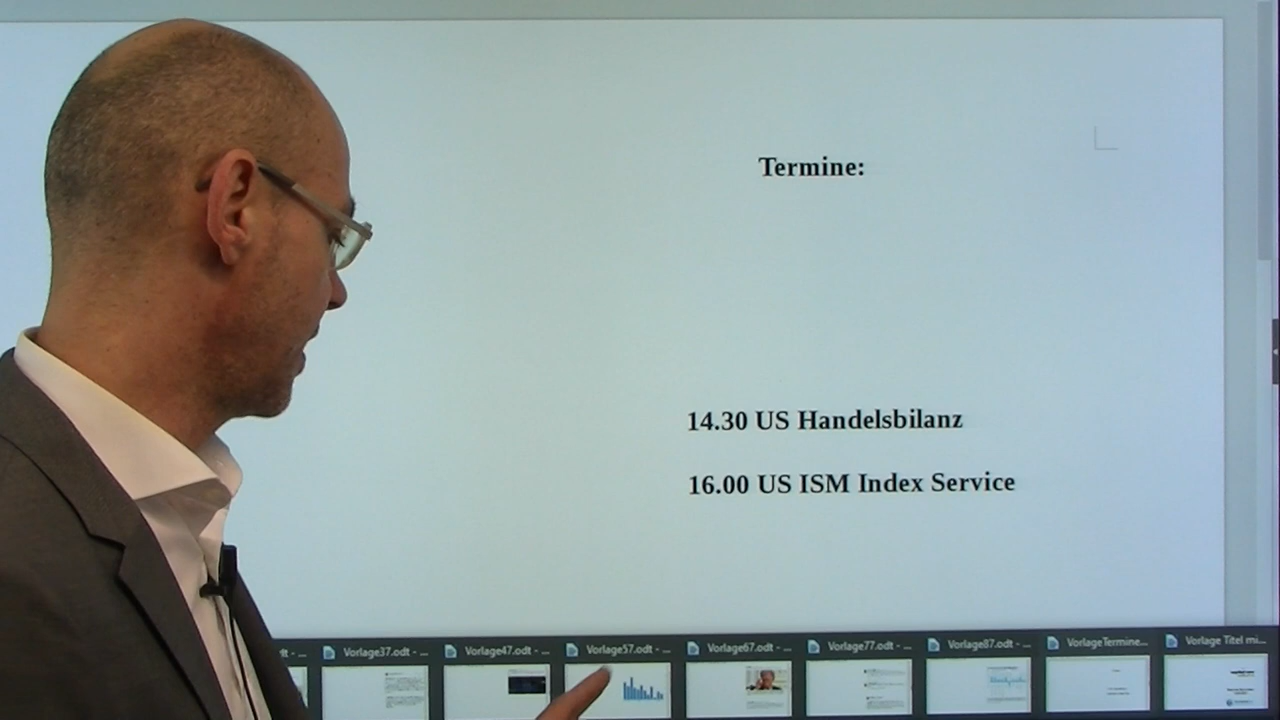 Termine:
14.30 US Handelsbilanz
16.00 US ISM Index Service
Vorlage37.odt - ...
Vorlage47.odt - ...
Vorlage57.odt - ...
Vorlage67.odt - ...
Vorlage77.odt - ...
Vorlage87.odt - ...
VorlageTermine...
Vorlage Titel mi...